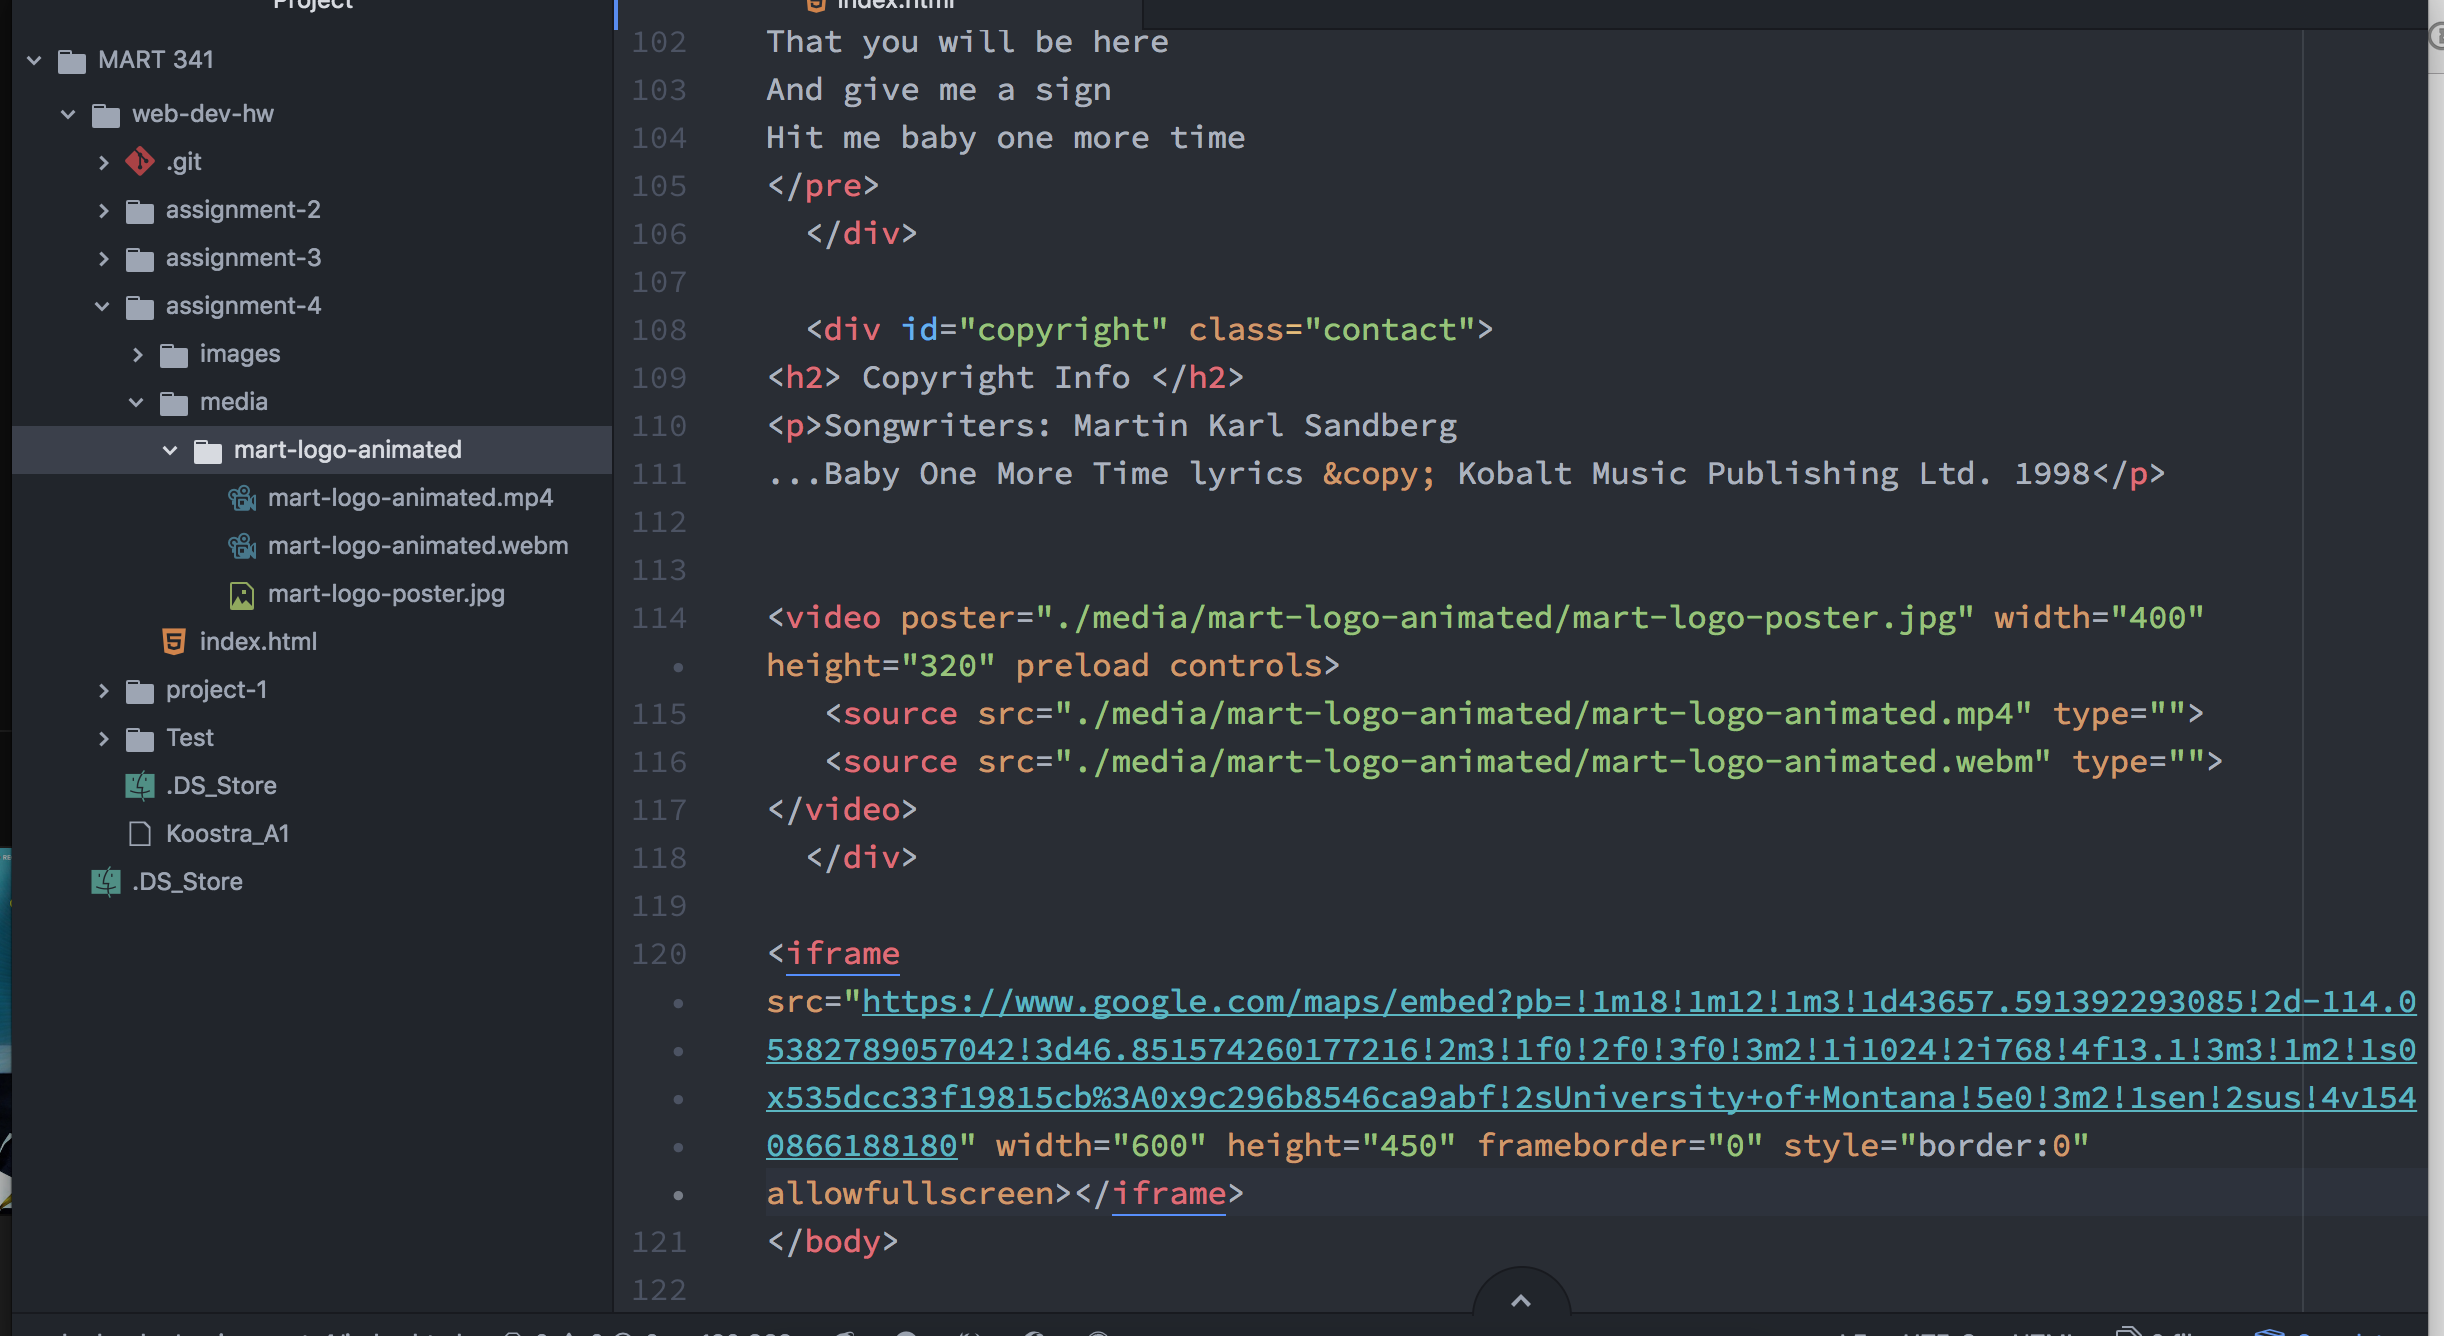 Project
MART 341
web-dev-hw
.git
assignment-2
assignment-3
assignment-4
images
media
mart-logo-animated
mart-logo-animated.mp4
mart-logo-animated.webm
mart-logo-poster.jpg
index.html
project-1
Test
.DS_Store
Koostra_A1
.DS_Store
index.html
102 That you will be here
103 And give me a sign
104 Hit me baby one more time
105 </pre>
106 </div>
107
108 <div id="copyright" class="contact">
109 <h2> Copyright Info </h2>
110 <p>Songwriters: Martin Karl Sandberg
111 ...Baby One More Time lyrics &copy; Kobalt Music Publishing Ltd. 1998</p>
112
113
114 <video poster="./media/mart-logo-animated/mart-logo-poster.jpg" width="400"
• height="320" preload controls>
115 <source src="./media/mart-logo-animated/mart-logo-animated.mp4" type="">
116 <source src="./media/mart-logo-animated/mart-logo-animated.webm" type="">
117 </video>
118 </div>
119
120 <iframe
• src="https://www.google.com/maps/embed?pb=!1m18!1m12!1m3!1d43657.591392293085!2d-114.0
• 5382789057042!3d46.851574260177216!2m3!1f0!2f0!3f0!3m2!1i1024!2i768!4f13.1!3m3!1m2!1s0
• x535dcc33f19815cb%3A0x9c296b8546ca9abf!2sUniversity+of+Montana!5e0!3m2!1sen!2sus!4v154
• 0866188180" width="600" height="450" frameborder="0" style="border:0"
• allowfullscreen></iframe>
121 </body>
122